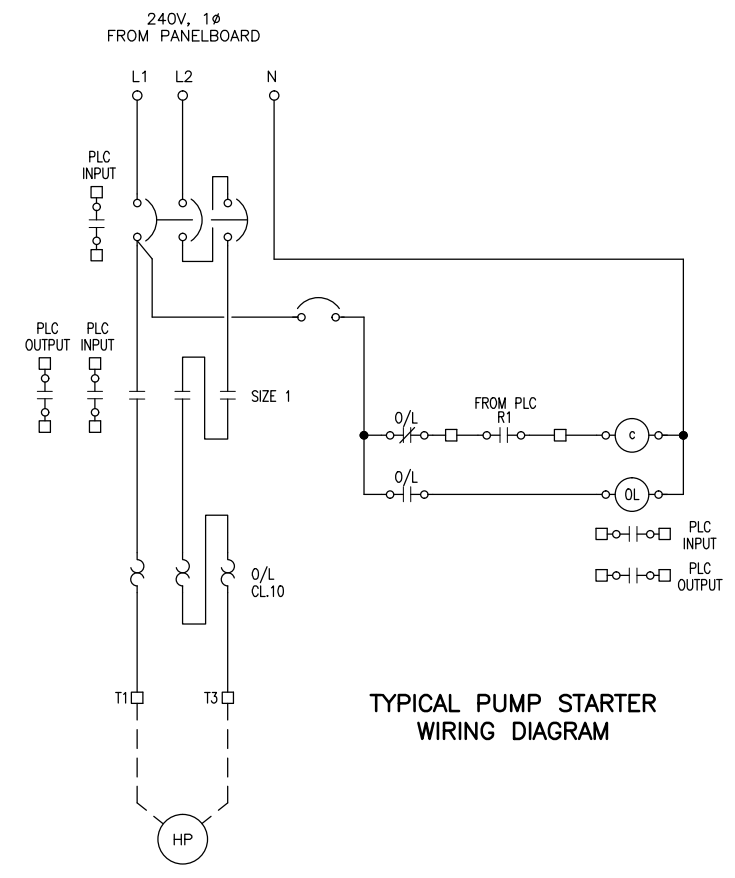 240V, 1ø
FROM PANELBOARD
L1
L2
N
PLC
INPUT
PLC
OUTPUT
PLC
INPUT
SIZE 1
O/L
FROM PLC
R1
C
O/L
OL
PLC
INPUT
PLC
OUTPUT
O/L
CL.10
T1
T3
TYPICAL PUMP STARTER
WIRING DIAGRAM
HP